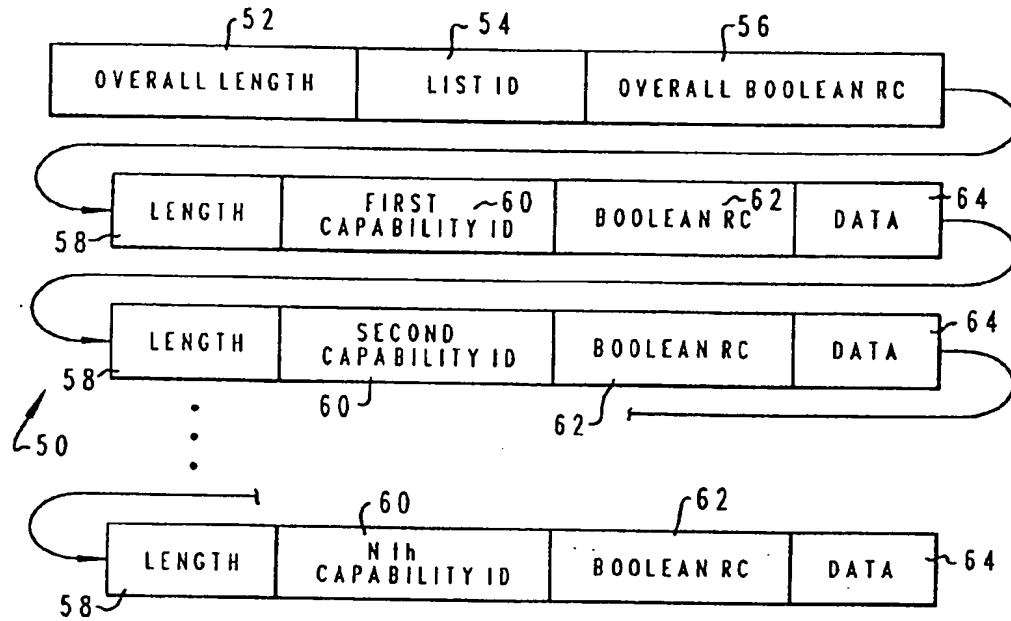 52 54 56
OVERALL LENGTH LIST ID OVERALL BOOLEAN RC
LENGTH FIRST CAPABILITY ID 60 BOOLEAN RC 62 DATA 64
58
LENGTH SECOND CAPABILITY ID BOOLEAN RC DATA 64
58 60 62
50
60 62
LENGTH Nth CAPABILITY ID BOOLEAN RC DATA 64
58